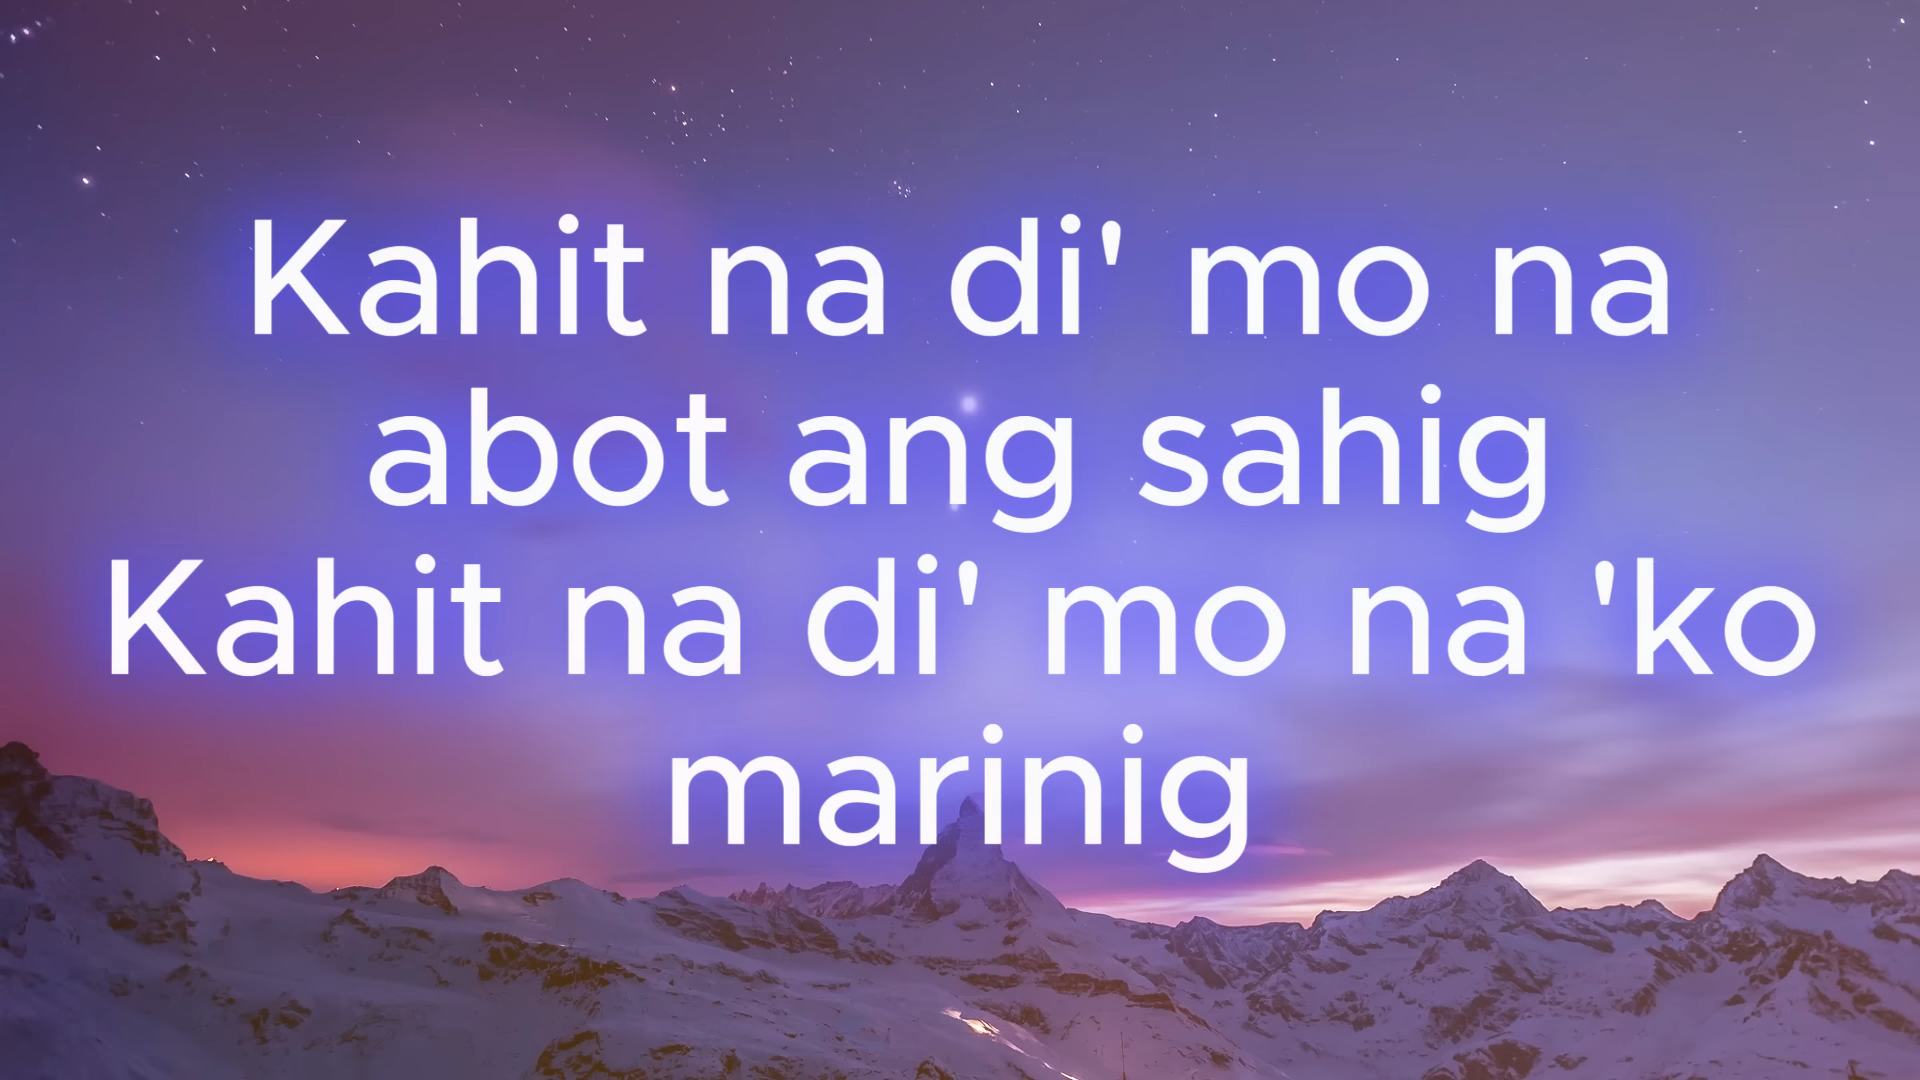 Kahit na di' mo na
abot ang sahig
Kahit na di' mo na 'ko
marinig